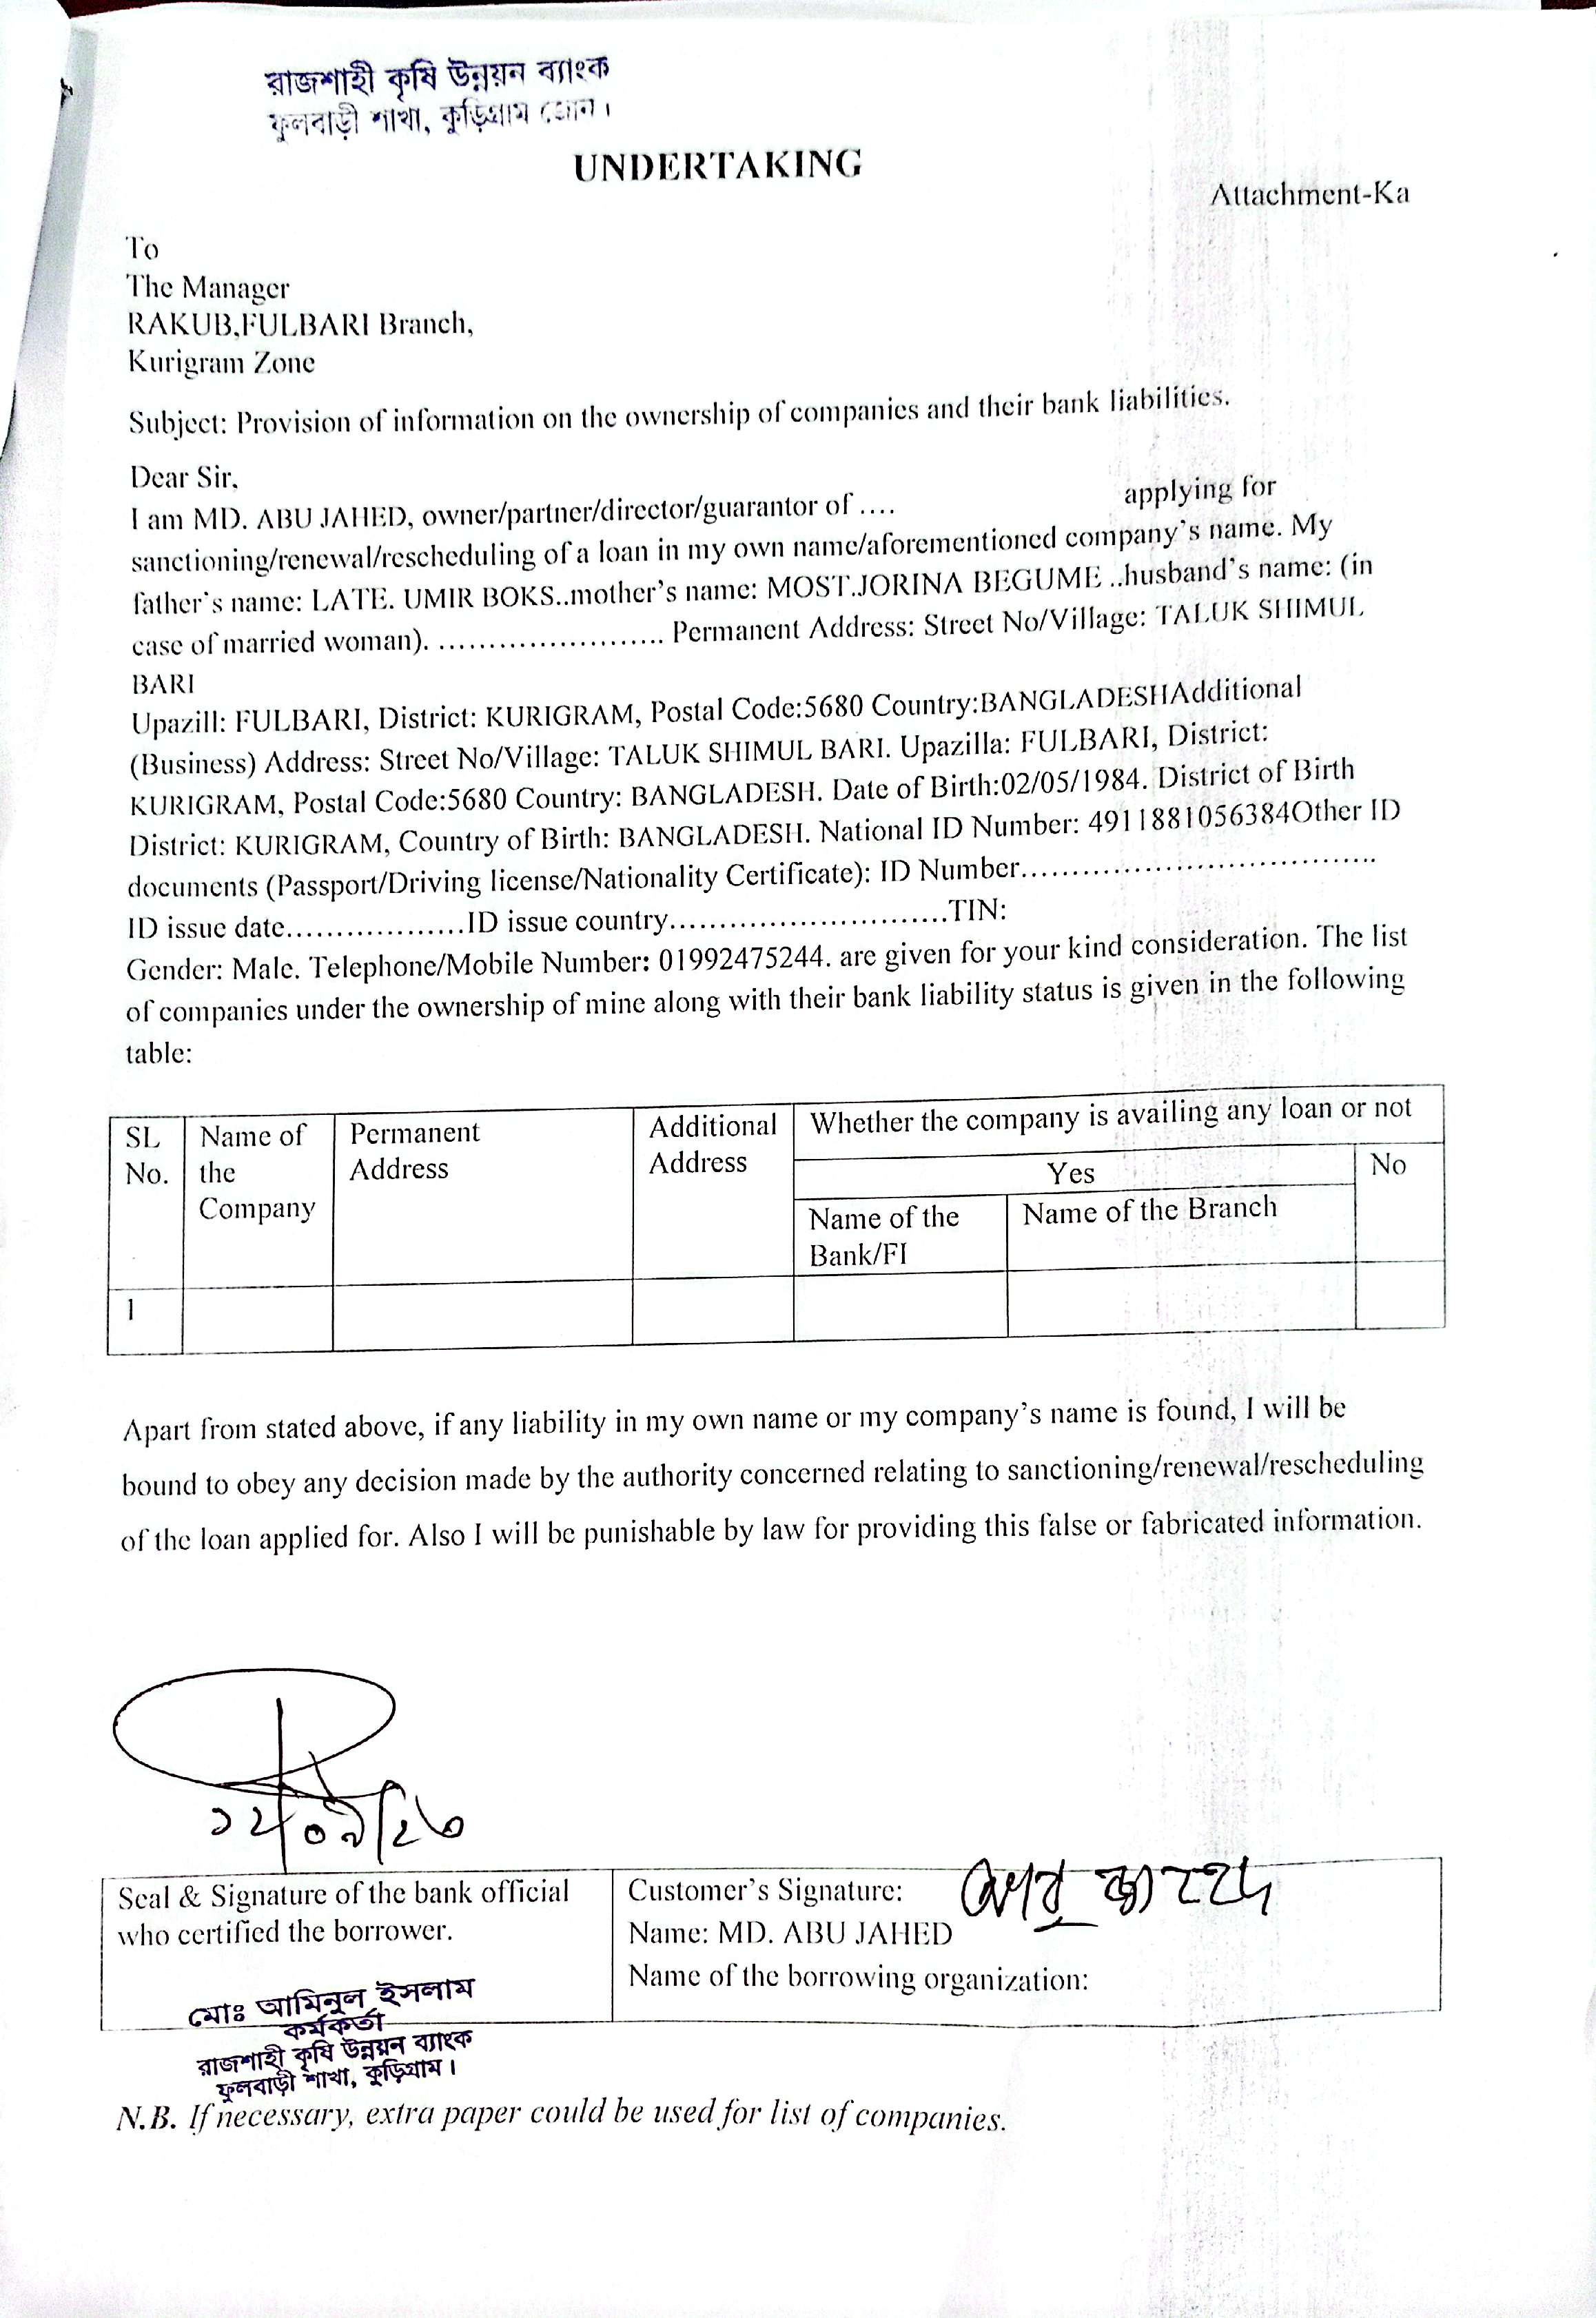 রাজশাহী কৃষি উন্নয়ন ব্যাংক
ফুলবাড়ী শাখা, কুড়িগ্রাম জোন।
UNDERTAKING
Attachment-Ka
To
The Manager
RAKUB,FULBARI Branch,
Kurigram Zone
Subject: Provision of information on the ownership of companies and their bank liabilities.
Dear Sir,
I am MD. ABU JAHED, owner/partner/director/guarantor of .... applying for
sanctioning/renewal/rescheduling of a loan in my own name/aforementioned company's name. My
father's name: LATE. UMIR BOKS..mother's name: MOST.JORINA BEGUME ..husband's name: (in
case of married woman). ....................... Permanent Address: Street No/Village: TALUK SHIMUL
BARI
Upazill: FULBARI, District: KURIGRAM, Postal Code:5680 Country:BANGLADESHAdditional
(Business) Address: Street No/Village: TALUK SHIMUL BARI. Upazilla: FULBARI, District:
KURIGRAM, Postal Code:5680 Country: BANGLADESH. Date of Birth:02/05/1984. District of Birth
District: KURIGRAM, Country of Birth: BANGLADESH. National ID Number: 4911881056384Other ID
documents (Passport/Driving license/Nationality Certificate): ID Number...................................
ID issue date..................ID issue country............................TIN:
Gender: Male. Telephone/Mobile Number: 01992475244. are given for your kind consideration. The list
of companies under the ownership of mine along with their bank liability status is given in the following
table:
SL No. Name of the Company Permanent Address Additional Address Whether the company is availing any loan or not
Yes No
Name of the Bank/FI Name of the Branch
1
Apart from stated above, if any liability in my own name or my company's name is found, I will be
bound to obey any decision made by the authority concerned relating to sanctioning/renewal/rescheduling
of the loan applied for. Also I will be punishable by law for providing this false or fabricated information.
১২/০৯/২৩
Seal & Signature of the bank official
who certified the borrower.
মোঃ আমিনুল ইসলাম
কর্মকর্তা
রাজশাহী কৃষি উন্নয়ন ব্যাংক
ফুলবাড়ী শাখা, কুড়িগ্রাম।
Customer's Signature: আবু জাহেদ
Name: MD. ABU JAHED
Name of the borrowing organization:
N.B. If necessary, extra paper could be used for list of companies.